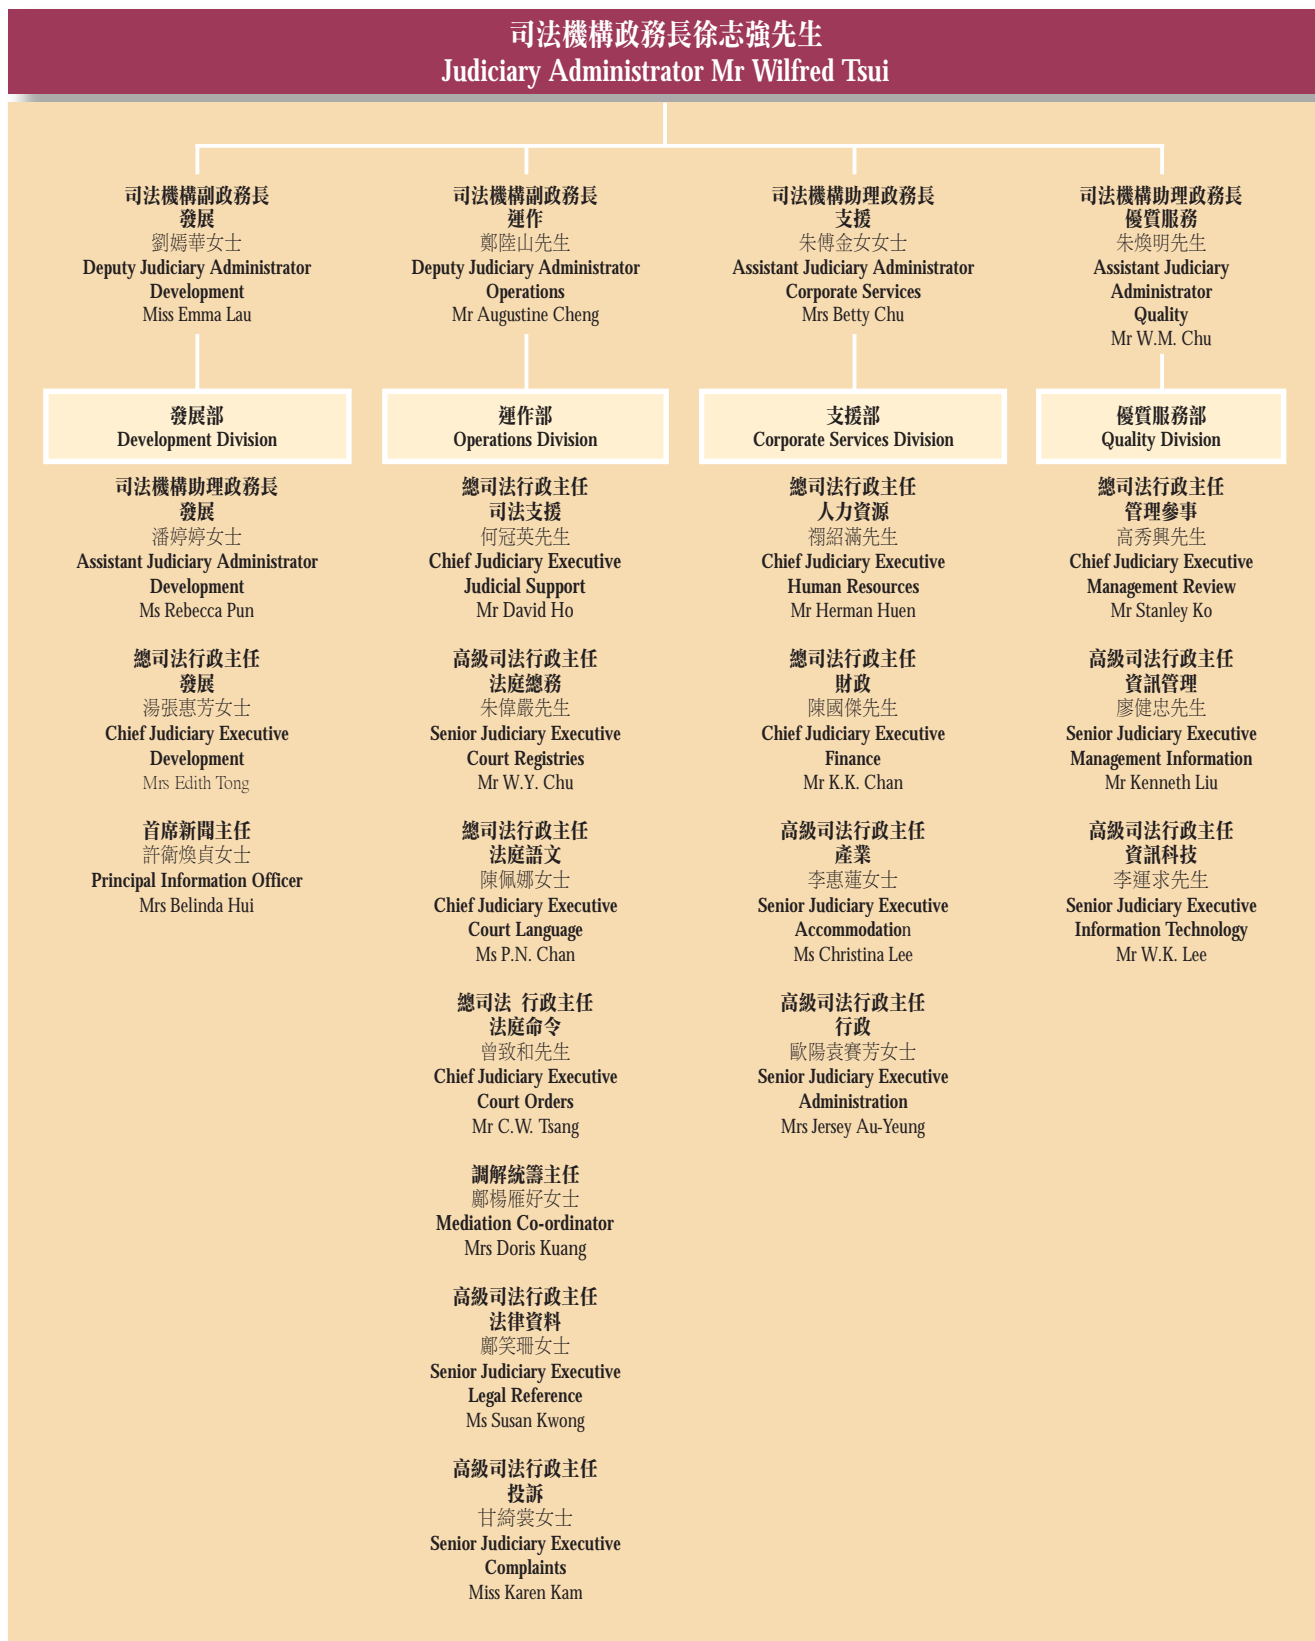 司法機構政務長徐志強先生
Judiciary Administrator Mr Wilfred Tsui
司法機構副政務長
發展
劉嫣華女士
Deputy Judiciary Administrator
Development
Miss Emma Lau
發展部
Development Division
司法機構助理政務長
發展
潘婷婷女士
Assistant Judiciary Administrator
Development
Ms Rebecca Pun
總司法行政主任
發展
湯張惠芳女士
Chief Judiciary Executive
Development
Mrs Edith Tong
首席新聞主任
許衛煥貞女士
Principal Information Officer
Mrs Belinda Hui
司法機構副政務長
運作
鄭陸山先生
Deputy Judiciary Administrator
Operations
Mr Augustine Cheng
運作部
Operations Division
總司法行政主任
司法支援
何冠英先生
Chief Judiciary Executive
Judicial Support
Mr David Ho
高級司法行政主任
法庭總務
朱偉嚴先生
Senior Judiciary Executive
Court Registries
Mr W.Y. Chu
總司法行政主任
法庭語文
陳佩娜女士
Chief Judiciary Executive
Court Language
Ms P.N. Chan
總司法 行政主任
法庭命令
曾致和先生
Chief Judiciary Executive
Court Orders
Mr C.W. Tsang
調解統籌主任
鄺楊雁好女士
Mediation Co-ordinator
Mrs Doris Kuang
高級司法行政主任
法律資料
鄺笑珊女士
Senior Judiciary Executive
Legal Reference
Ms Susan Kwong
高級司法行政主任
投訴
甘綺裳女士
Senior Judiciary Executive
Complaints
Miss Karen Kam
司法機構助理政務長
支援
朱傅金女女士
Assistant Judiciary Administrator
Corporate Services
Mrs Betty Chu
支援部
Corporate Services Division
總司法行政主任
人力資源
禤紹滿先生
Chief Judiciary Executive
Human Resources
Mr Herman Huen
總司法行政主任
財政
陳國傑先生
Chief Judiciary Executive
Finance
Mr K.K. Chan
高級司法行政主任
產業
李惠蓮女士
Senior Judiciary Executive
Accommodation
Ms Christina Lee
高級司法行政主任
行政
歐陽袁賽芳女士
Senior Judiciary Executive
Administration
Mrs Jersey Au-Yeung
司法機構助理政務長
優質服務
朱煥明先生
Assistant Judiciary
Administrator
Quality
Mr W.M. Chu
優質服務部
Quality Division
總司法行政主任
管理參事
高秀興先生
Chief Judiciary Executive
Management Review
Mr Stanley Ko
高級司法行政主任
資訊管理
廖健忠先生
Senior Judiciary Executive
Management Information
Mr Kenneth Liu
高級司法行政主任
資訊科技
李運求先生
Senior Judiciary Executive
Information Technology
Mr W.K. Lee